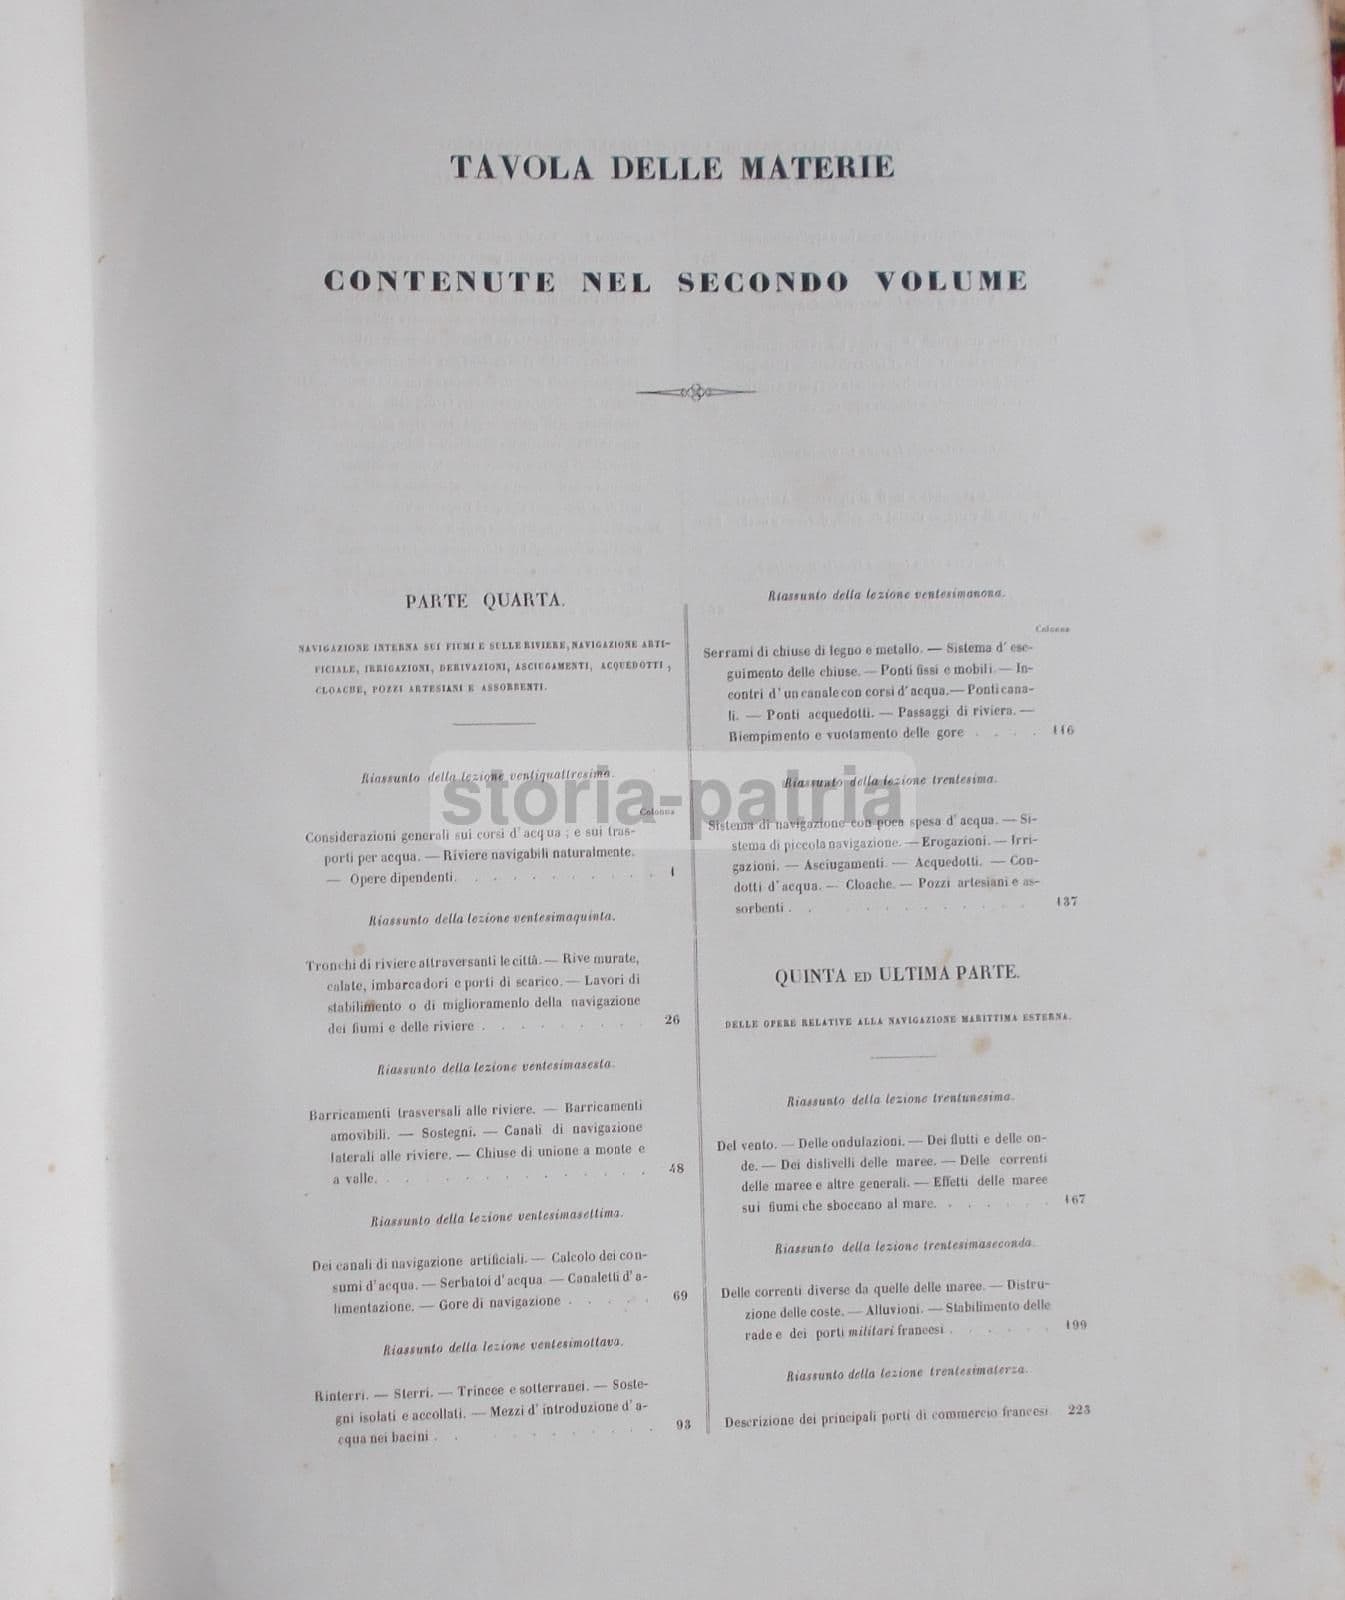 TAVOLA DELLE MATERIE
CONTENUTE NEL SECONDO VOLUME
PARTE QUARTA.
NAVIGAZIONE INTERNA SUI FIUMI E SULLE RIVIERE, NAVIGAZIONE ARTI-
FICIALE, IRRIGAZIONI, DERIVAZIONI, ASCIUGAMENTI, ACQUEDOTTI,
CLOACHE, POZZI ARTESIANI E ASSORBENTI.
Riassunto della lezione ventiquattresima.
Colonna
Considerazioni generali sui corsi d'acqua; e sui tras-
porti per acqua. — Riviere navigabili naturalmente.
— Opere dipendenti. . . . . . . . . . . 1
Riassunto della lezione ventesimaquinta.
Tronchi di riviere attraversanti le città. — Rive murate,
calate, imbarcadori e porti di scarico. — Lavori di
stabilimento o di miglioramento della navigazione
dei fiumi e delle riviere . . . . . . . . 26
Riassunto della lezione ventesimasesta.
Barricamenti trasversali alle riviere. — Barricamenti
amovibili. — Sostegni. — Canali di navigazione
laterali alle riviere. — Chiuse di unione a monte e
a valle. . . . . . . . . . . . . 48
Riassunto della lezione ventesimasettima.
Dei canali di navigazione artificiali. — Calcolo dei con-
sumi d'acqua. — Serbatoi d'acqua — Canaletti d'a-
limentazione. — Gore di navigazione . . . . . 69
Riassunto della lezione ventesimottava.
Rinterri. — Sterri. — Trincee e sotterranei. — Soste-
gni isolati e accollati. — Mezzi d'introduzione d'a-
cqua nei bacini . . . . . . . . . . 93
Riassunto della lezione ventesimanona.
Colonna
Serrami di chiuse di legno e metallo. — Sistema d'ese-
guimento delle chiuse. — Ponti fissi e mobili — In-
contri d'un canale con corsi d'acqua. — Ponti cana-
li. — Ponti acquedotti. — Passaggi di riviera. —
Riempimento e vuotamento delle gore . . . . 116
Riassunto della lezione trentesima.
Sistema di navigazione con poca spesa d'acqua. — Si-
stema di piccola navigazione. — Erogazioni. — Irri-
gazioni. — Asciugamenti. — Acquedotti. — Con-
dotti d'acqua. — Cloache. — Pozzi artesiani e as-
sorbenti . . . . . . . . . . 137
QUINTA ED ULTIMA PARTE.
DELLE OPERE RELATIVE ALLA NAVIGAZIONE MARITTIMA ESTERNA.
Riassunto della lezione trentunesima.
Del vento. — Delle ondulazioni. — Dei flutti e delle on-
de. — Dei dislivelli delle maree. — Delle correnti
delle maree e altre generali. — Effetti delle maree
sui fiumi che sboccano al mare. . . . . . . 167
Riassunto della lezione trentesimaseconda.
Delle correnti diverse da quelle delle maree. — Distru-
zione delle coste. — Alluvioni. — Stabilimento delle
rade e dei porti militari francesi . . . . . . 199
Riassunto della lezione trentesimaterza.
Descrizione dei principali porti di commercio francesi 223
storia-patria